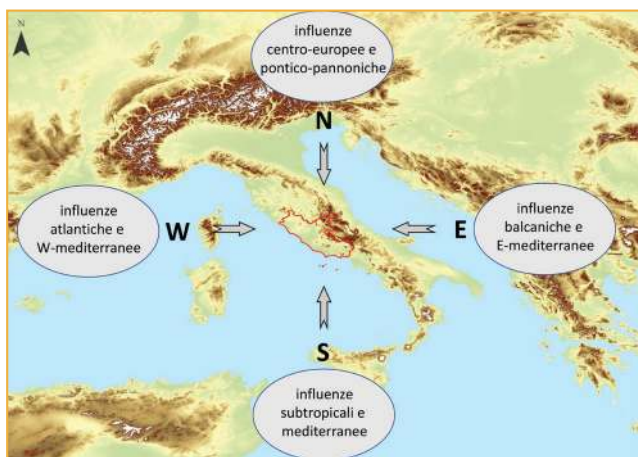 N
influenze
centro-europee e
pontico-pannoniche
N
influenze
atlantiche e
W-mediterranee
W
E
influenze
balcaniche e
E-mediterranee
S
influenze
subtropicali e
mediterranee